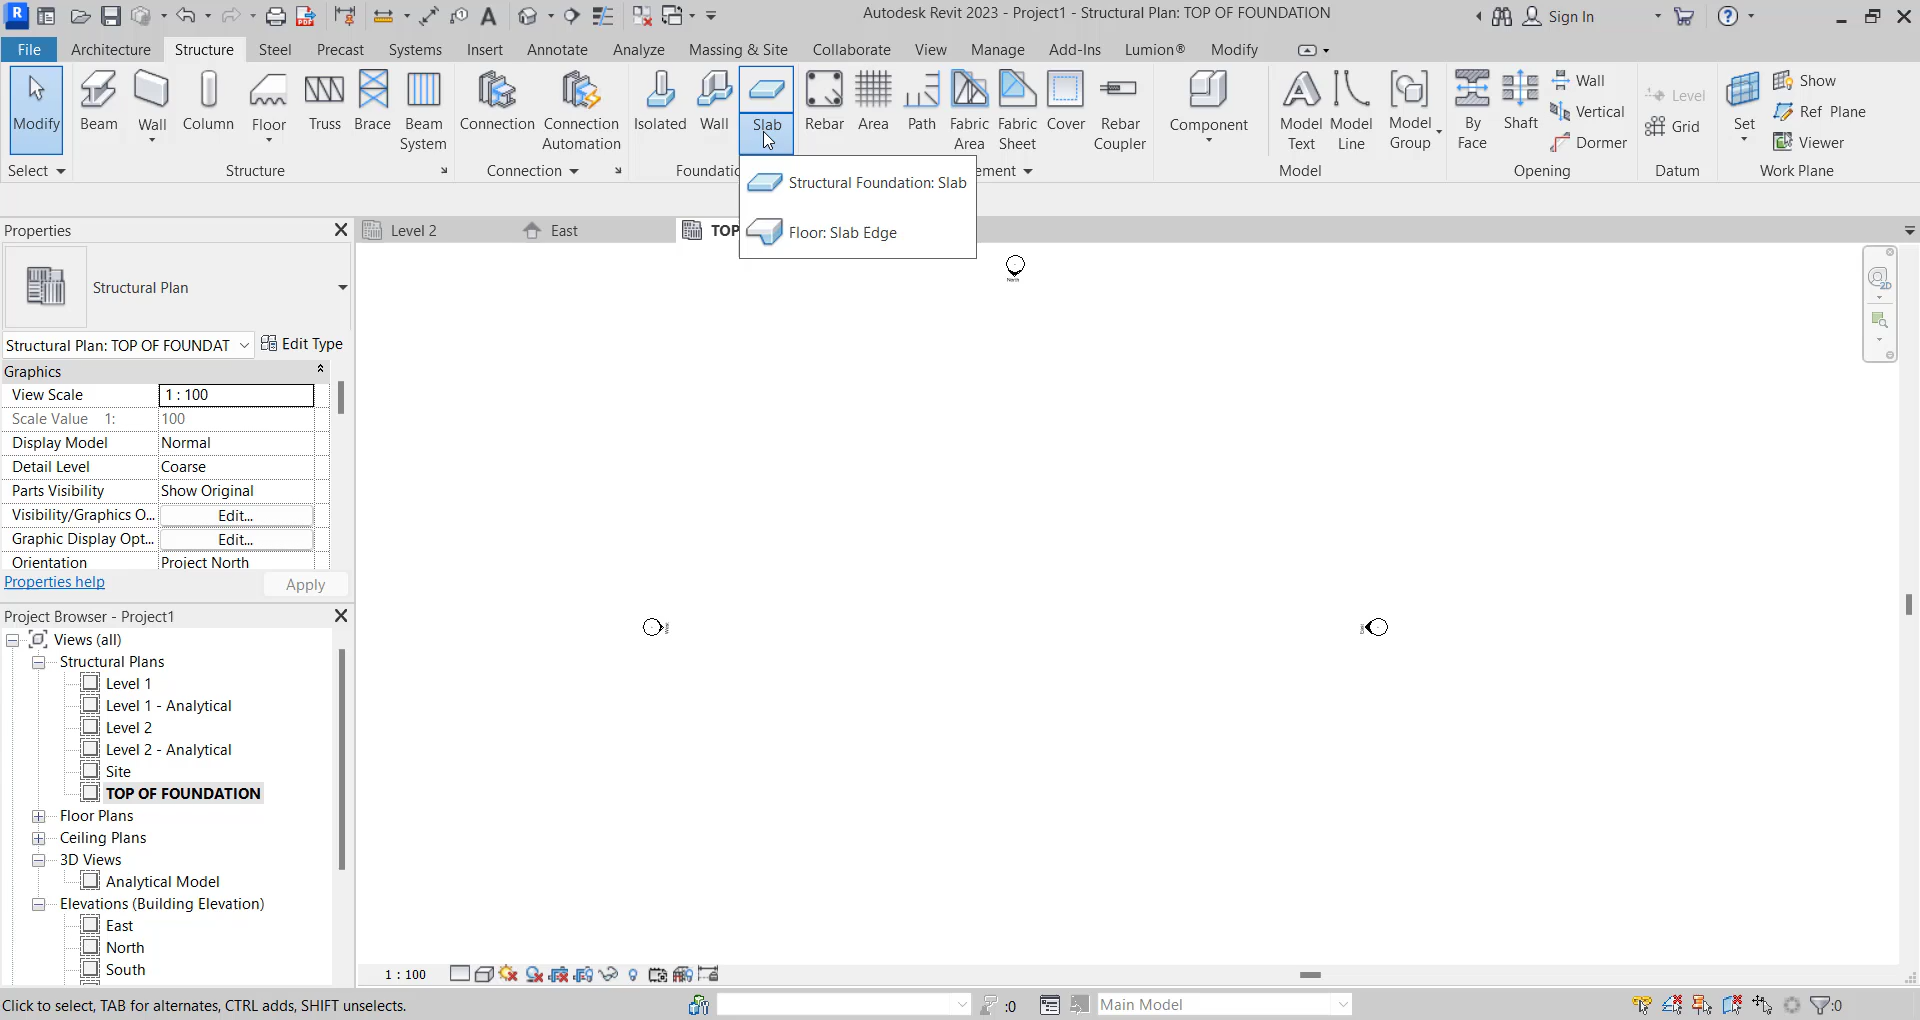 Autodesk Revit 2023 - Project1 - Structural Plan: TOP OF FOUNDATION
Sign In
File Architecture Structure Steel Precast Systems Insert Annotate Analyze Massing & Site Collaborate View Manage Add-Ins Lumion® Modify
Modify
Beam
Wall
Column
Floor
Truss
Brace
Beam System
Connection
Connection Automation
Isolated
Wall
Slab
Rebar
Area
Path
Fabric Area
Fabric Sheet
Cover
Rebar Coupler
Component
Model Text
Model Line
Model Group
By Face
Shaft
Wall
Vertical
Dormer
Level
Grid
Set
Show
Ref Plane
Viewer
Select
Structure
Connection
Foundatio
ement
Model
Opening
Datum
Work Plane
Structural Foundation: Slab
Floor: Slab Edge
Properties
Level 2
East
TOP
Structural Plan
Structural Plan: TOP OF FOUNDAT
Edit Type
Graphics
View Scale 1 : 100
Scale Value 1: 100
Display Model Normal
Detail Level Coarse
Parts Visibility Show Original
Visibility/Graphics O... Edit...
Graphic Display Opt... Edit...
Orientation Project North
Properties help
Apply
Project Browser - Project1
Views (all)
Structural Plans
Level 1
Level 1 - Analytical
Level 2
Level 2 - Analytical
Site
TOP OF FOUNDATION
Floor Plans
Ceiling Plans
3D Views
Analytical Model
Elevations (Building Elevation)
East
North
South
North
2D
1 : 100
Click to select, TAB for alternates, CTRL adds, SHIFT unselects.
:0
Main Model
:0